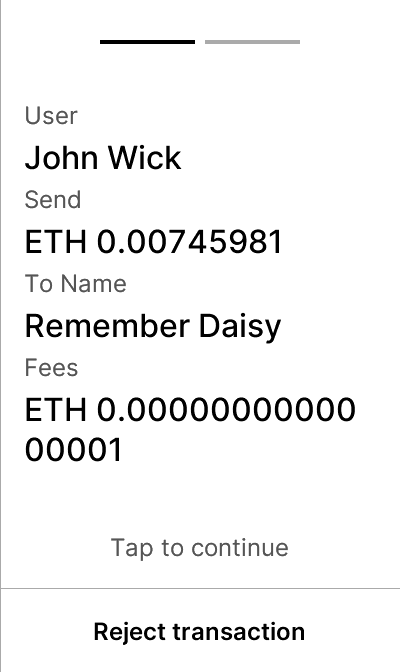 User
John Wick
Send
ETH 0.00745981
To Name
Remember Daisy
Fees
ETH 0.00000000000
00001
Tap to continue
Reject transaction